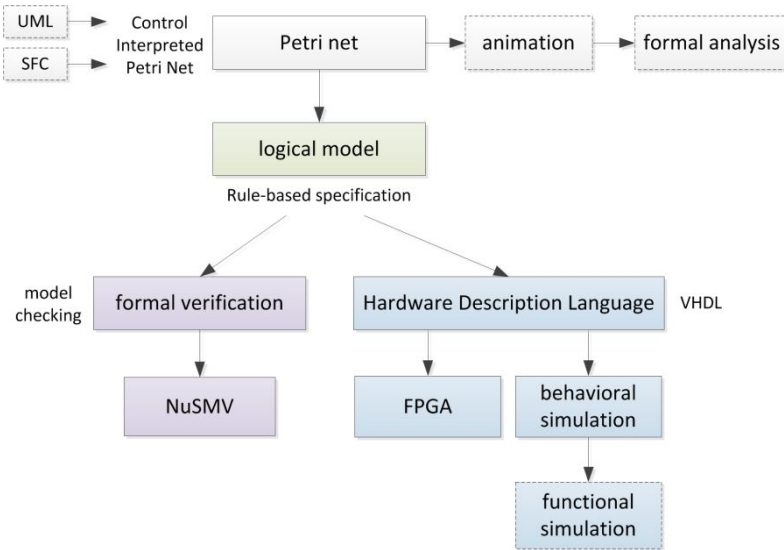 UML
SFC
Control
Interpreted
Petri Net
Petri net
animation
formal analysis
logical model
Rule-based specification
model
checking
formal verification
Hardware Description Language
VHDL
NuSMV
FPGA
behavioral
simulation
functional
simulation